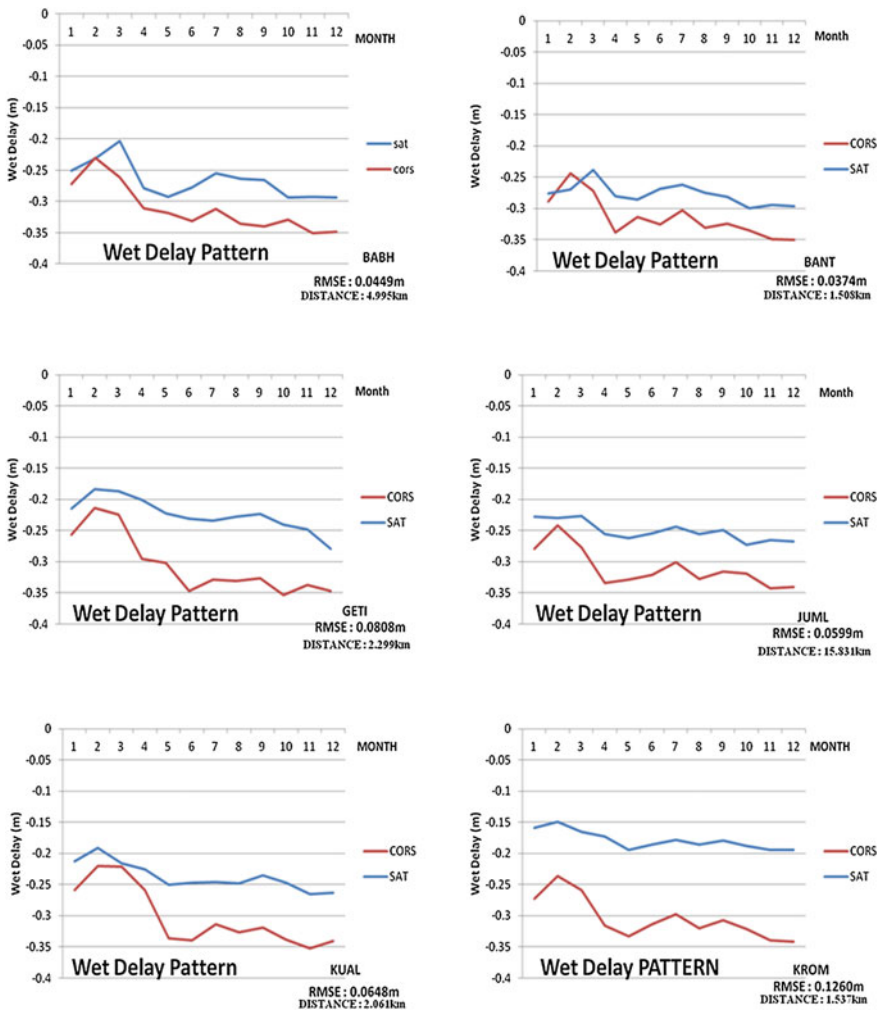 0
1 2 3 4 5 6 7 8 9 10 11 12 MONTH
-0.05
-0.1
-0.15
-0.2
-0.25
-0.3
-0.35
-0.4
Wet Delay (m)
sat
cors
Wet Delay Pattern
BABH
RMSE : 0.0449m
DISTANCE : 4.995km
0
1 2 3 4 5 6 7 8 9 10 11 12 Month
-0.05
-0.1
-0.15
-0.2
-0.25
-0.3
-0.35
-0.4
Wet Delay (m)
CORS
SAT
Wet Delay Pattern
BANT
RMSE : 0.0374m
DISTANCE : 1.508km
0
1 2 3 4 5 6 7 8 9 10 11 12 Month
-0.05
-0.1
-0.15
-0.2
-0.25
-0.3
-0.35
-0.4
Wet Delay (m)
CORS
SAT
Wet Delay Pattern
GETI
RMSE : 0.0808m
DISTANCE : 2.299km
0
1 2 3 4 5 6 7 8 9 10 11 12 Month
-0.05
-0.1
-0.15
-0.2
-0.25
-0.3
-0.35
-0.4
Wet Delay (m)
CORS
SAT
Wet Delay Pattern
JUML
RMSE : 0.0599m
DISTANCE : 15.831km
0
1 2 3 4 5 6 7 8 9 10 11 12 MONTH
-0.05
-0.1
-0.15
-0.2
-0.25
-0.3
-0.35
-0.4
Wet Delay (m)
CORS
SAT
Wet Delay Pattern
KUAL
RMSE : 0.0648m
DISTANCE : 2.061km
0
1 2 3 4 5 6 7 8 9 10 11 12 MONTH
-0.05
-0.1
-0.15
-0.2
-0.25
-0.3
-0.35
-0.4
Wet Delay (m)
CORS
SAT
Wet Delay PATTERN
KROM
RMSE : 0.1260m
DISTANCE : 1.537km